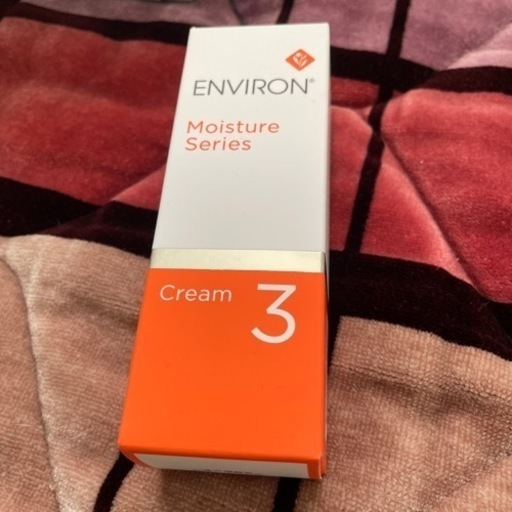 ENVIRON®
Moisture
Series
Cream 3